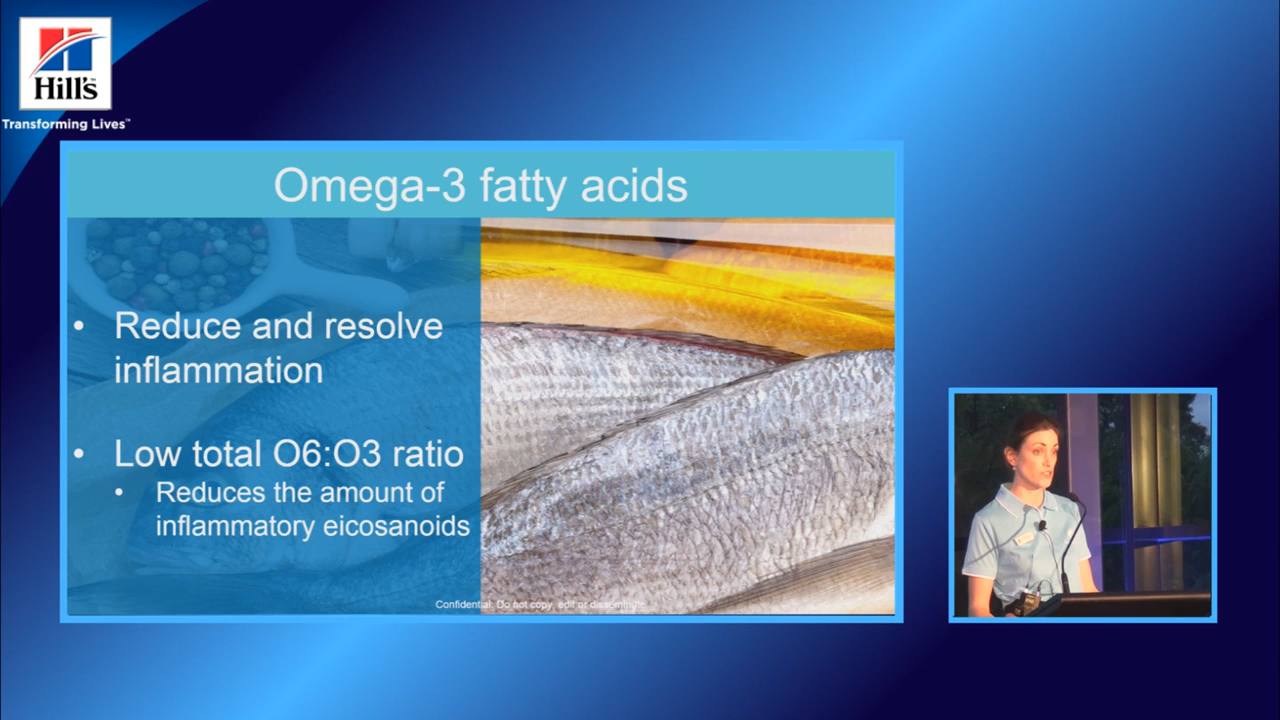 Hill's™
Transforming Lives™
Omega-3 fatty acids
• Reduce and resolve
inflammation
• Low total O6:O3 ratio
• Reduces the amount of
inflammatory eicosanoids
Confidential: Do not copy, edit or disseminate.